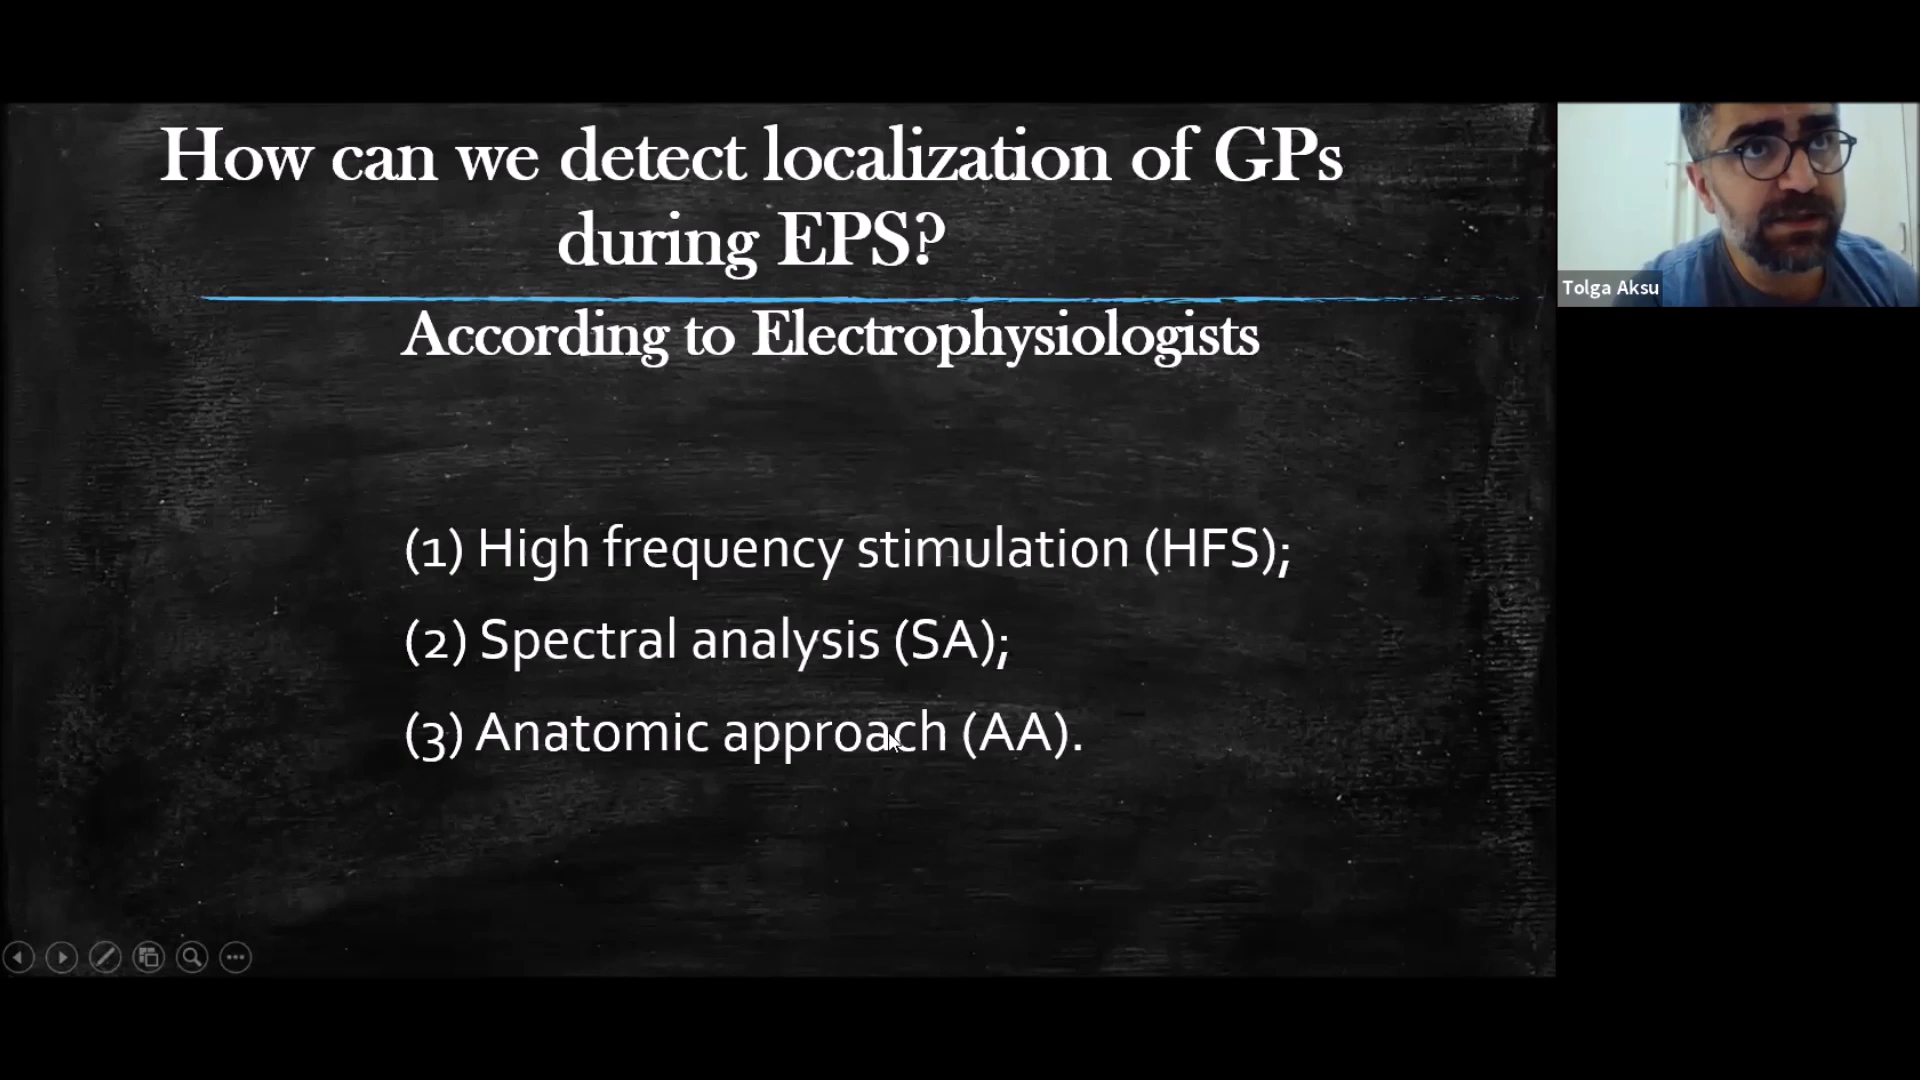 How can we detect localization of GPs
during EPS?
According to Electrophysiologists
(1) High frequency stimulation (HFS);
(2) Spectral analysis (SA);
(3) Anatomic approach (AA).
Tolga Aksu